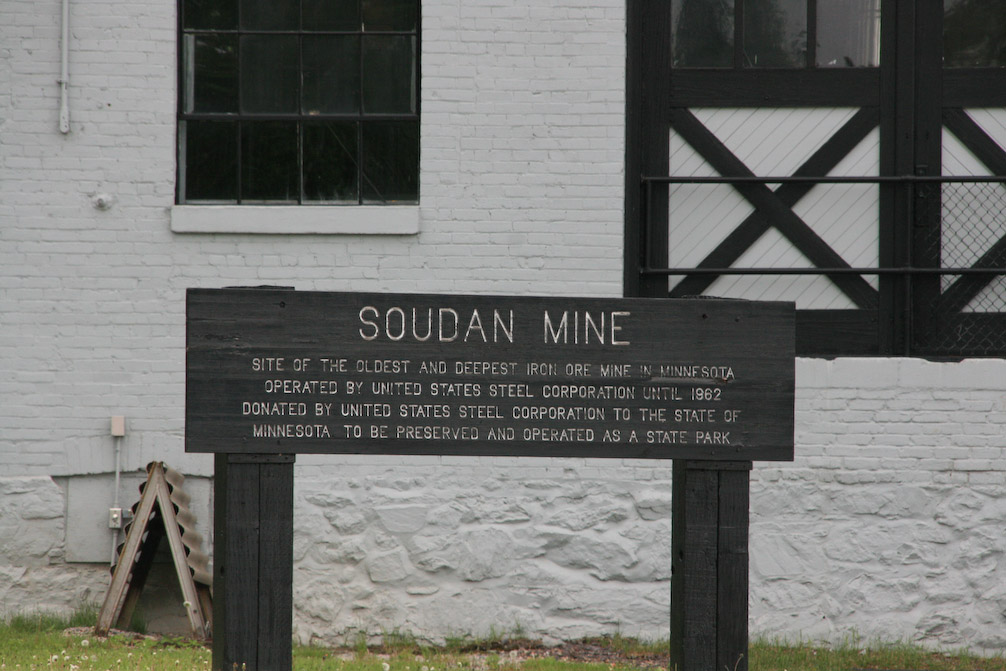 SOUDAN MINE
SITE OF THE OLDEST AND DEEPEST IRON ORE MINE IN MINNESOTA
OPERATED BY UNITED STATES STEEL CORPORATION UNTIL 1962
DONATED BY UNITED STATES STEEL CORPORATION TO THE STATE OF
MINNESOTA TO BE PRESERVED AND OPERATED AS A STATE PARK